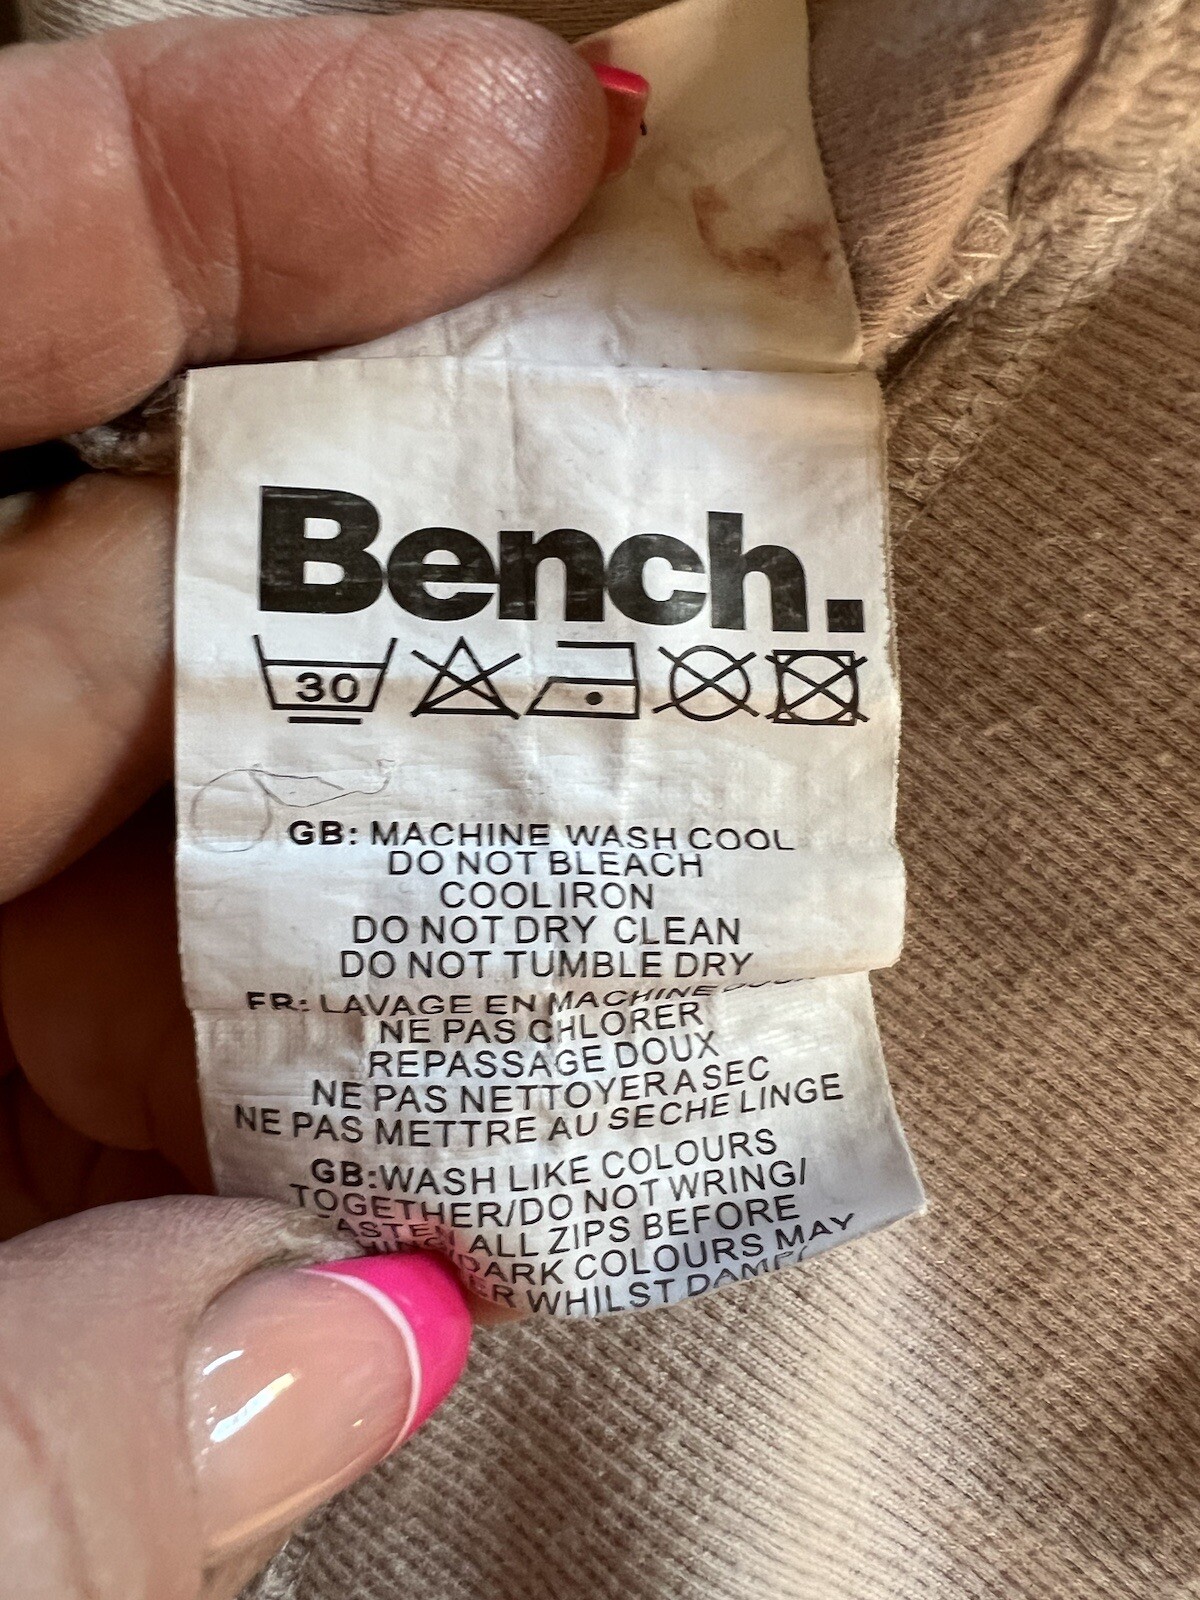 Bench.
30
GB: MACHINE WASH COOL
DO NOT BLEACH
COOL IRON
DO NOT DRY CLEAN
DO NOT TUMBLE DRY
FR: LAVAGE EN MACHINE
NE PAS CHLORER
REPASSAGE DOUX
NE PAS NETTOYER A SEC
NE PAS METTRE AU SECHE LINGE
GB:WASH LIKE COLOURS
TOGETHER/DO NOT WRING/
ALL ZIPS BEFORE
DARK COLOURS MAY
WHILST DAMP/